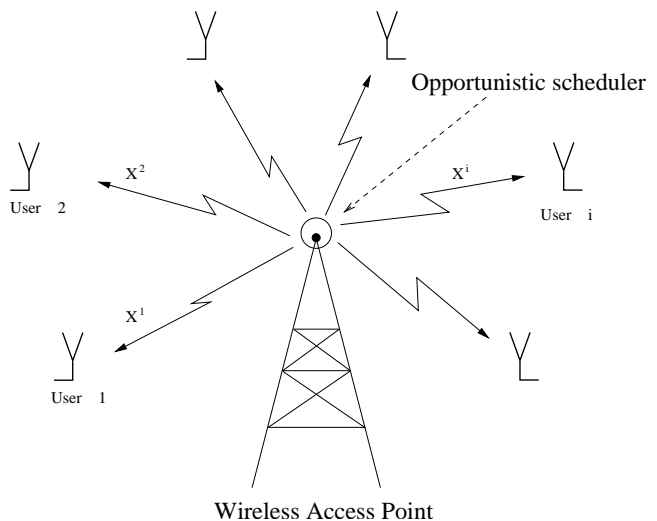 Opportunistic scheduler
X² Xⁱ
User 2 User i
X¹
User 1
Wireless Access Point